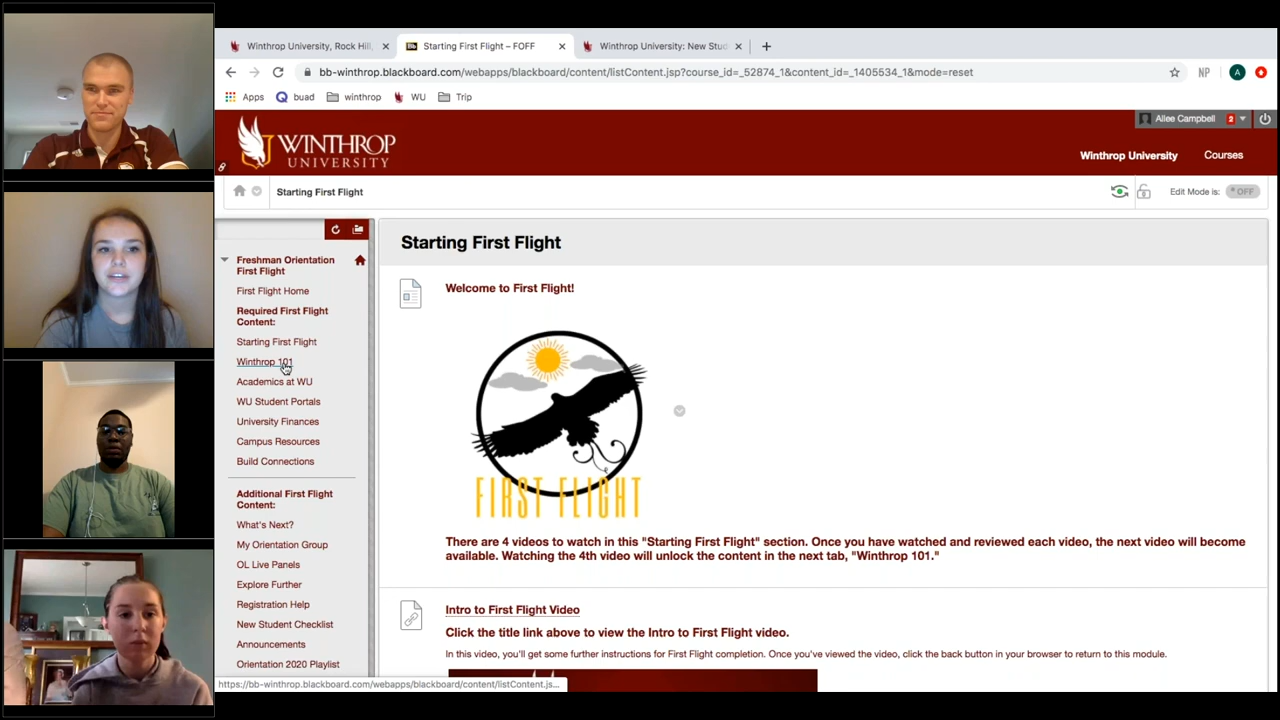 Winthrop University, Rock Hill,
Starting First Flight – FOFF
Winthrop University: New Stud
bb-winthrop.blackboard.com/webapps/blackboard/content/listContent.jsp?course_id=_52874_1&content_id=_1405534_1&mode=reset
NP
A
Apps
buad
winthrop
WU
Trip
WINTHROP
UNIVERSITY
Ailee Campbell
2
Winthrop University
Courses
Starting First Flight
Edit Mode is:
OFF
Freshman Orientation
First Flight
First Flight Home
Required First Flight
Content:
Starting First Flight
Winthrop 101
Academics at WU
WU Student Portals
University Finances
Campus Resources
Build Connections
Additional First Flight
Content:
What's Next?
My Orientation Group
OL Live Panels
Explore Further
Registration Help
New Student Checklist
Announcements
Orientation 2020 Playlist
Starting First Flight
Welcome to First Flight!
FIRST FLIGHT
There are 4 videos to watch in this "Starting First Flight" section. Once you have watched and reviewed each video, the next video will become
available. Watching the 4th video will unlock the content in the next tab, "Winthrop 101."
Intro to First Flight Video
Click the title link above to view the Intro to First Flight video.
In this video, you'll get some further instructions for First Flight completion. Once you've viewed the video, click the back button in your browser to return to this module.
https://bb-winthrop.blackboard.com/webapps/blackboard/content/listContent.js...